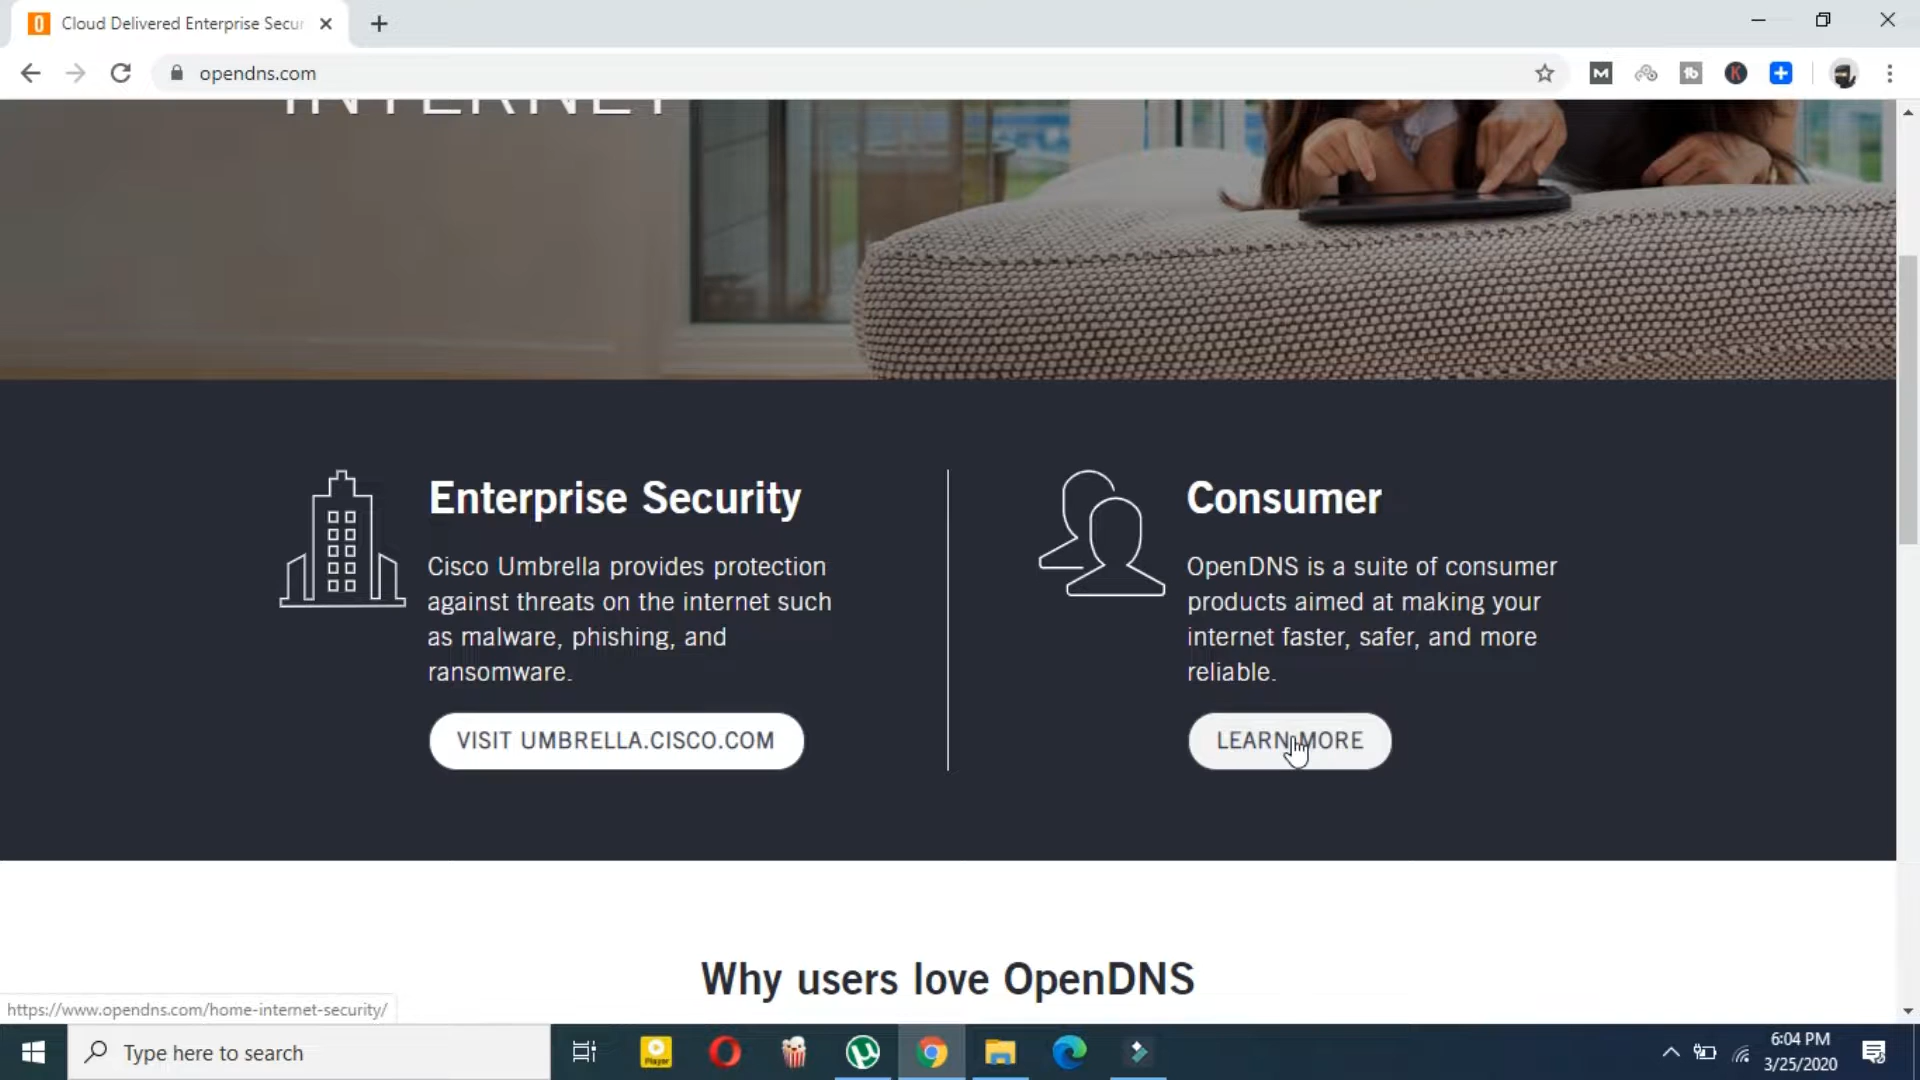 Cloud Delivered Enterprise Secur
opendns.com
INTERNET
Enterprise Security
Cisco Umbrella provides protection
against threats on the internet such
as malware, phishing, and
ransomware.
VISIT UMBRELLA.CISCO.COM
Consumer
OpenDNS is a suite of consumer
products aimed at making your
internet faster, safer, and more
reliable.
LEARN MORE
Why users love OpenDNS
https://www.opendns.com/home-internet-security/
Type here to search
Player
6:04 PM
3/25/2020